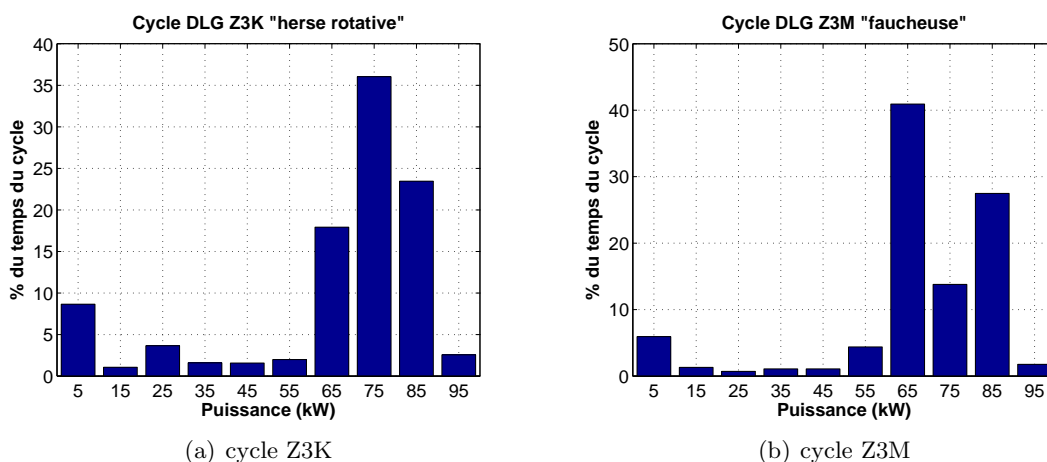 Cycle DLG Z3K "herse rotative"
% du temps du cycle
40
35
30
25
20
15
10
5
0
5 15 25 35 45 55 65 75 85 95
Puissance (kW)
(a) cycle Z3K
Cycle DLG Z3M "faucheuse"
% du temps du cycle
50
40
30
20
10
0
5 15 25 35 45 55 65 75 85 95
Puissance (kW)
(b) cycle Z3M